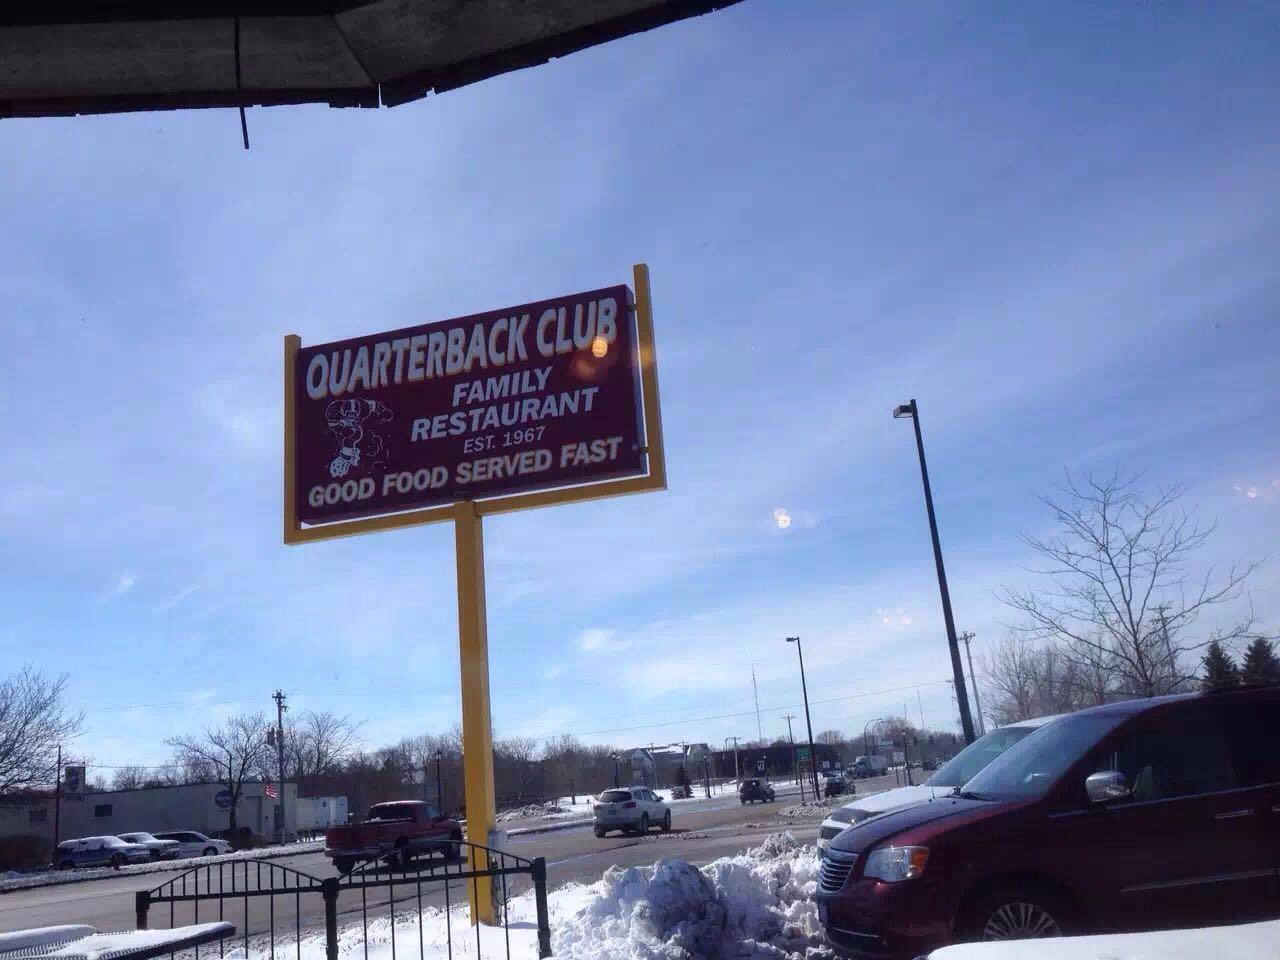 QUARTERBACK CLUB
FAMILY
RESTAURANT
EST. 1967
GOOD FOOD SERVED FAST